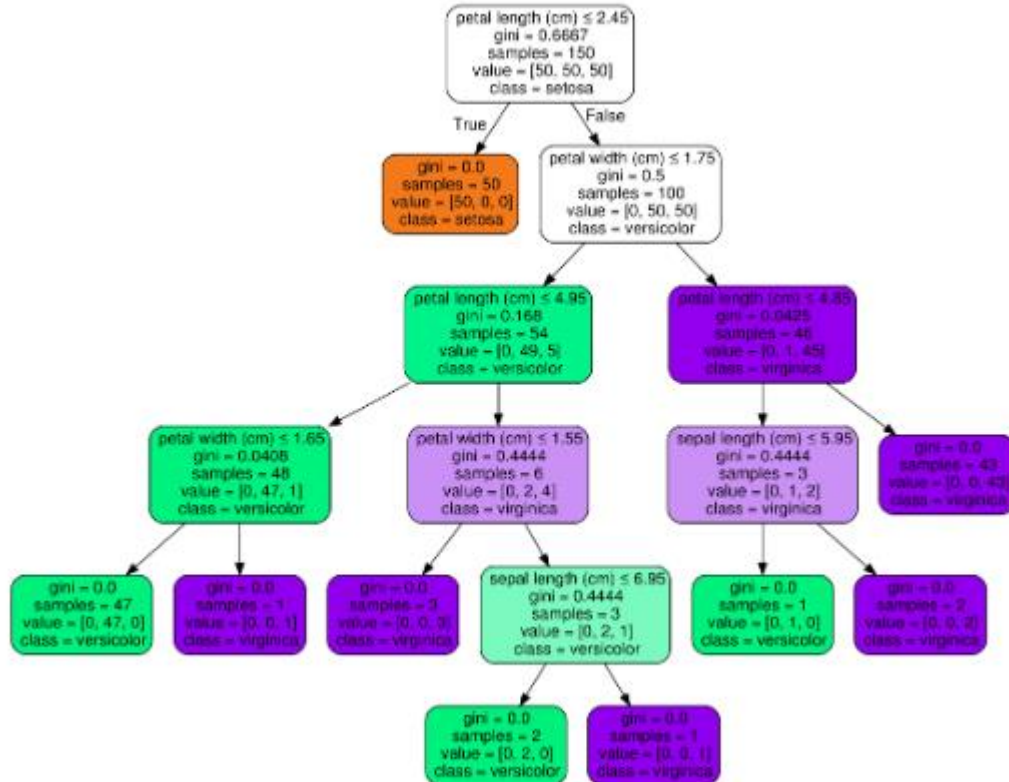 petal length (cm) ≤ 2.45
gini = 0.6667
samples = 150
value = [50, 50, 50]
class = setosa
True
False
gini = 0.0
samples = 50
value = [50, 0, 0]
class = setosa
petal width (cm) ≤ 1.75
gini = 0.5
samples = 100
value = [0, 50, 50]
class = versicolor
petal length (cm) ≤ 4.95
gini = 0.168
samples = 54
value = [0, 49, 5]
class = versicolor
petal length (cm) ≤ 4.85
gini = 0.0425
samples = 46
value = [0, 1, 45]
class = virginica
petal width (cm) ≤ 1.65
gini = 0.0408
samples = 48
value = [0, 47, 1]
class = versicolor
petal width (cm) ≤ 1.55
gini = 0.4444
samples = 6
value = [0, 2, 4]
class = virginica
sepal length (cm) ≤ 5.95
gini = 0.4444
samples = 3
value = [0, 1, 2]
class = virginica
gini = 0.0
samples = 43
value = [0, 0, 43]
class = virginica
gini = 0.0
samples = 47
value = [0, 47, 0]
class = versicolor
gini = 0.0
samples = 1
value = [0, 0, 1]
class = virginica
gini = 0.0
samples = 3
value = [0, 0, 3]
class = virginica
sepal length (cm) ≤ 6.95
gini = 0.4444
samples = 3
value = [0, 2, 1]
class = versicolor
gini = 0.0
samples = 1
value = [0, 1, 0]
class = versicolor
gini = 0.0
samples = 2
value = [0, 0, 2]
class = virginica
gini = 0.0
samples = 2
value = [0, 2, 0]
class = versicolor
gini = 0.0
samples = 1
value = [0, 0, 1]
class = virginica